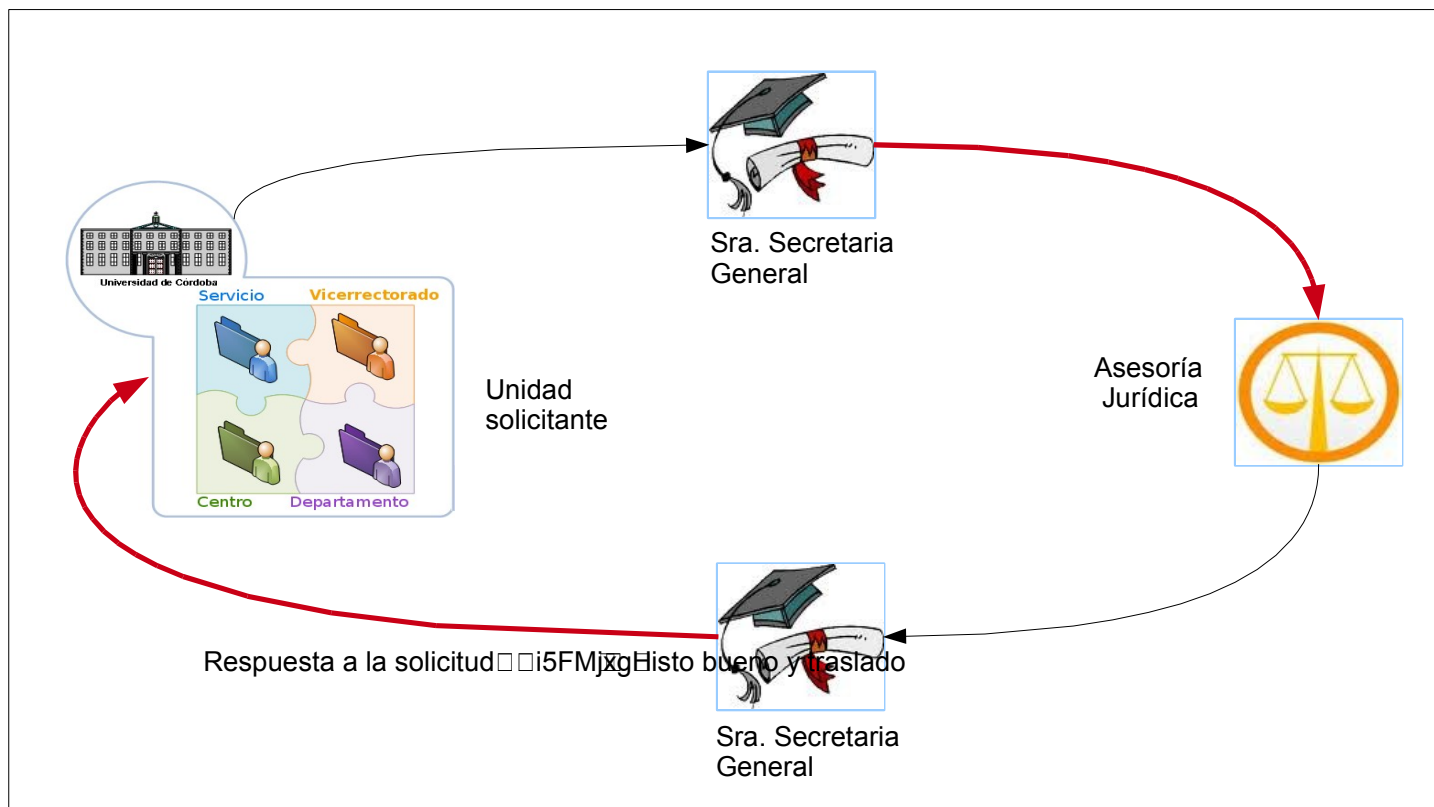 Sra. Secretaria
General
Universidad de Córdoba
Servicio Vicerrectorado
Unidad
solicitante
Asesoría
Jurídica
Centro Departamento
Respuesta a la solicitud bueno y traslado
Sra. Secretaria
General